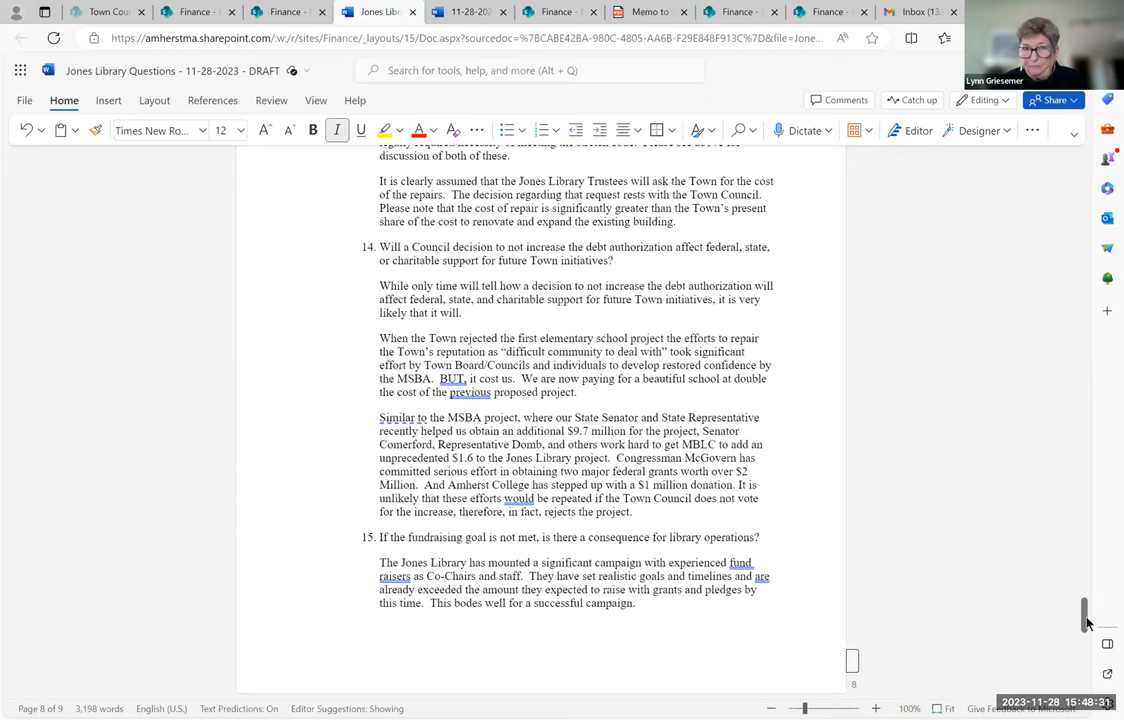 Town Cou
Finance -
Finance -
Jones Libr
11-28-202
Finance -
Memo to
Finance -
Finance -
Inbox (13,
https://amherstma.sharepoint.com/:w:/r/sites/Finance/_layouts/15/Doc.aspx?sourcedoc=%7BCABE42BA-980C-4805-AA6B-F29E848F913C%7D&file=Jone...
Lynn Griesemer
Jones Library Questions - 11-28-2023 - DRAFT
Search for tools, help, and more (Alt + Q)
File Home Insert Layout References Review View Help
Comments Catch up Editing Share
Times New Ro... 12 A A B I U A A ... Dictate Editor Designer ...
discussion of both of these.
It is clearly assumed that the Jones Library Trustees will ask the Town for the cost
of the repairs. The decision regarding that request rests with the Town Council.
Please note that the cost of repair is significantly greater than the Town's present
share of the cost to renovate and expand the existing building.
14. Will a Council decision to not increase the debt authorization affect federal, state,
or charitable support for future Town initiatives?
While only time will tell how a decision to not increase the debt authorization will
affect federal, state, and charitable support for future Town initiatives, it is very
likely that it will.
When the Town rejected the first elementary school project the efforts to repair
the Town's reputation as “difficult community to deal with” took significant
effort by Town Board/Councils and individuals to develop restored confidence by
the MSBA. BUT, it cost us. We are now paying for a beautiful school at double
the cost of the previous proposed project.
Similar to the MSBA project, where our State Senator and State Representative
recently helped us obtain an additional $9.7 million for the project, Senator
Comerford, Representative Domb, and others work hard to get MBLC to add an
unprecedented $1.6 to the Jones Library project. Congressman McGovern has
committed serious effort in obtaining two major federal grants worth over $2
Million. And Amherst College has stepped up with a $1 million donation. It is
unlikely that these efforts would be repeated if the Town Council does not vote
for the increase, therefore, in fact, rejects the project.
15. If the fundraising goal is not met, is there a consequence for library operations?
The Jones Library has mounted a significant campaign with experienced fund
raisers as Co-Chairs and staff. They have set realistic goals and timelines and are
already exceeded the amount they expected to raise with grants and pledges by
this time. This bodes well for a successful campaign.
8
Page 8 of 9 3,198 words English (U.S.) Text Predictions: On Editor Suggestions: Showing 100% Fit Give Feedback to Microsoft
2023-11-28 15:48:31